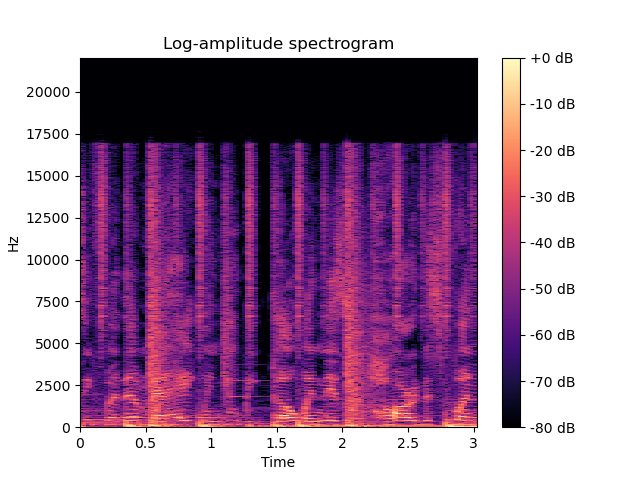 Log-amplitude spectrogram
Hz
20000
17500
15000
12500
10000
7500
5000
2500
0
0 0.5 1 1.5 2 2.5 3
Time
+0 dB
-10 dB
-20 dB
-30 dB
-40 dB
-50 dB
-60 dB
-70 dB
-80 dB